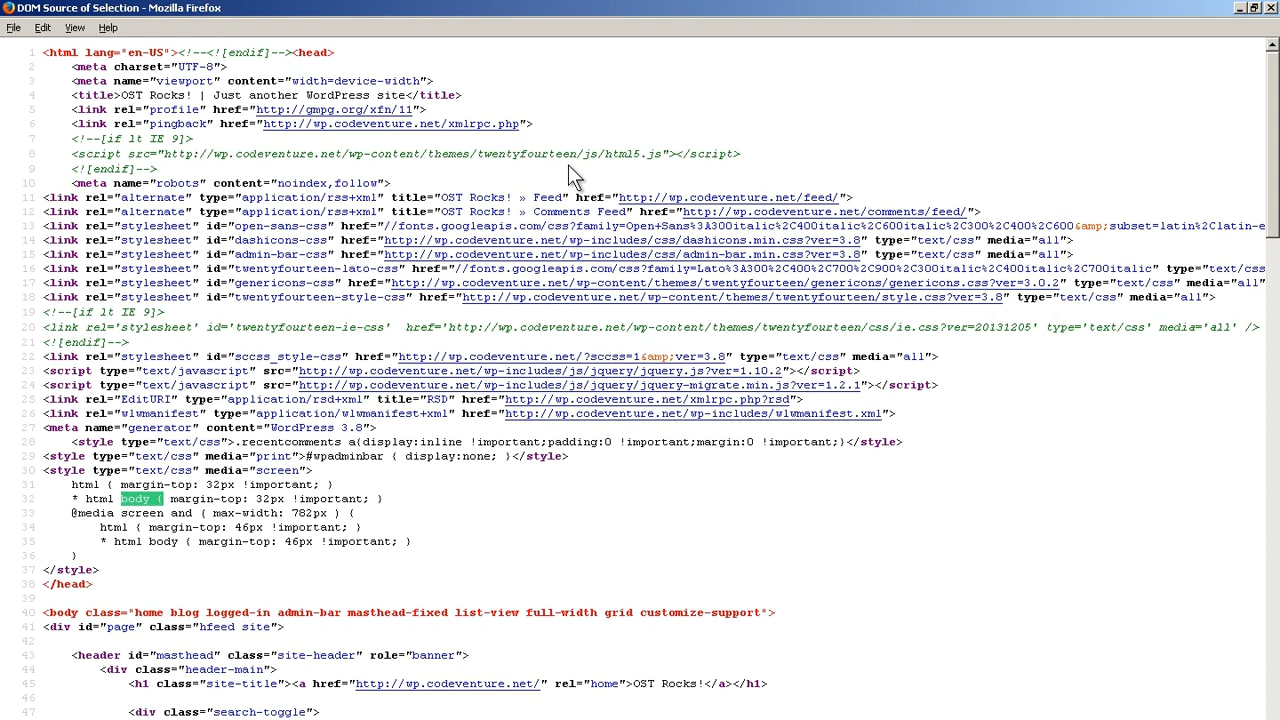 DOM Source of Selection - Mozilla Firefox
File Edit View Help
1 <html lang="en-US"><!--<![endif]--><head>
2 <meta charset="UTF-8">
3 <meta name="viewport" content="width=device-width">
4 <title>OST Rocks! | Just another WordPress site</title>
5 <link rel="profile" href="http://gmpg.org/xfn/11">
6 <link rel="pingback" href="http://wp.codeventure.net/xmlrpc.php">
7 <!--[if lt IE 9]>
8 <script src="http://wp.codeventure.net/wp-content/themes/twentyfourteen/js/html5.js"></script>
9 <![endif]-->
10 <meta name="robots" content="noindex,follow">
11 <link rel="alternate" type="application/rss+xml" title="OST Rocks! » Feed" href="http://wp.codeventure.net/feed/">
12 <link rel="alternate" type="application/rss+xml" title="OST Rocks! » Comments Feed" href="http://wp.codeventure.net/comments/feed/">
13 <link rel="stylesheet" id="open-sans-css" href="//fonts.googleapis.com/css?family=Open+Sans%3A300italic%2C400italic%2C600italic%2C300%2C400%2C600&amp;subset=latin%2Clatin-e
14 <link rel="stylesheet" id="dashicons-css" href="http://wp.codeventure.net/wp-includes/css/dashicons.min.css?ver=3.8" type="text/css" media="all">
15 <link rel="stylesheet" id="admin-bar-css" href="http://wp.codeventure.net/wp-includes/css/admin-bar.min.css?ver=3.8" type="text/css" media="all">
16 <link rel="stylesheet" id="twentyfourteen-lato-css" href="//fonts.googleapis.com/css?family=Lato%3A300%2C400%2C700%2C900%2C300italic%2C400italic%2C700italic" type="text/css
17 <link rel="stylesheet" id="genericons-css" href="http://wp.codeventure.net/wp-content/themes/twentyfourteen/genericons/genericons.css?ver=3.0.2" type="text/css" media="all"
18 <link rel="stylesheet" id="twentyfourteen-style-css" href="http://wp.codeventure.net/wp-content/themes/twentyfourteen/style.css?ver=3.8" type="text/css" media="all">
19 <!--[if lt IE 9]>
20 <link rel='stylesheet' id='twentyfourteen-ie-css'  href='http://wp.codeventure.net/wp-content/themes/twentyfourteen/css/ie.css?ver=20131205' type='text/css' media='all' />
21 <![endif]-->
22 <link rel="stylesheet" id="sccss_style-css" href="http://wp.codeventure.net/?sccss=1&amp;ver=3.8" type="text/css" media="all">
23 <script type="text/javascript" src="http://wp.codeventure.net/wp-includes/js/jquery/jquery.js?ver=1.10.2"></script>
24 <script type="text/javascript" src="http://wp.codeventure.net/wp-includes/js/jquery/jquery-migrate.min.js?ver=1.2.1"></script>
25 <link rel="EditURI" type="application/rsd+xml" title="RSD" href="http://wp.codeventure.net/xmlrpc.php?rsd">
26 <link rel="wlwmanifest" type="application/wlwmanifest+xml" href="http://wp.codeventure.net/wp-includes/wlwmanifest.xml">
27 <meta name="generator" content="WordPress 3.8">
28 <style type="text/css">.recentcomments a{display:inline !important;padding:0 !important;margin:0 !important;}</style>
29 <style type="text/css" media="print">#wpadminbar { display:none; }</style>
30 <style type="text/css" media="screen">
31 html { margin-top: 32px !important; }
32 * html body { margin-top: 32px !important; }
33 @media screen and ( max-width: 782px ) {
34 html { margin-top: 46px !important; }
35 * html body { margin-top: 46px !important; }
36 }
37 </style>
38 </head>
39
40 <body class="home blog logged-in admin-bar masthead-fixed list-view full-width grid customize-support">
41 <div id="page" class="hfeed site">
42
43 <header id="masthead" class="site-header" role="banner">
44 <div class="header-main">
45 <h1 class="site-title"><a href="http://wp.codeventure.net/" rel="home">OST Rocks!</a></h1>
46
47 <div class="search-toggle">